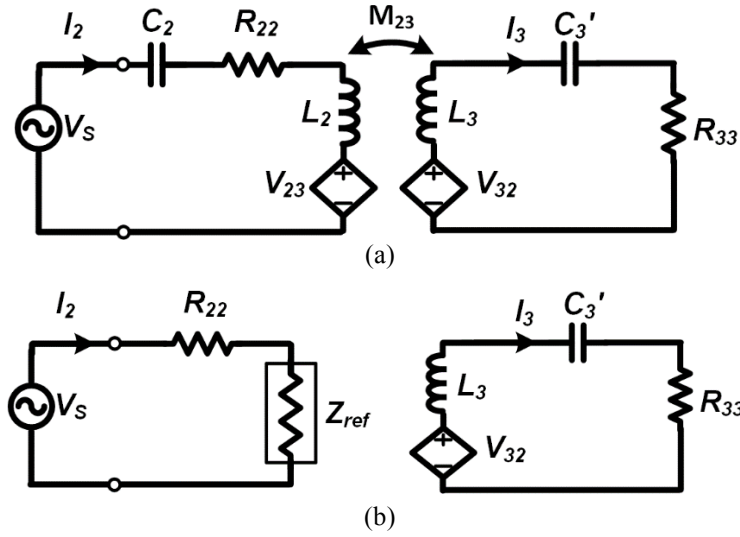 M₂₃
I₂ C₂ R₂₂ I₃ C₃'
Vₛ L₂ L₃ R₃₃
V₂₃ V₃₂
(a)
I₂ R₂₂ I₃ C₃'
Vₛ Z_ref L₃ R₃₃
V₃₂
(b)